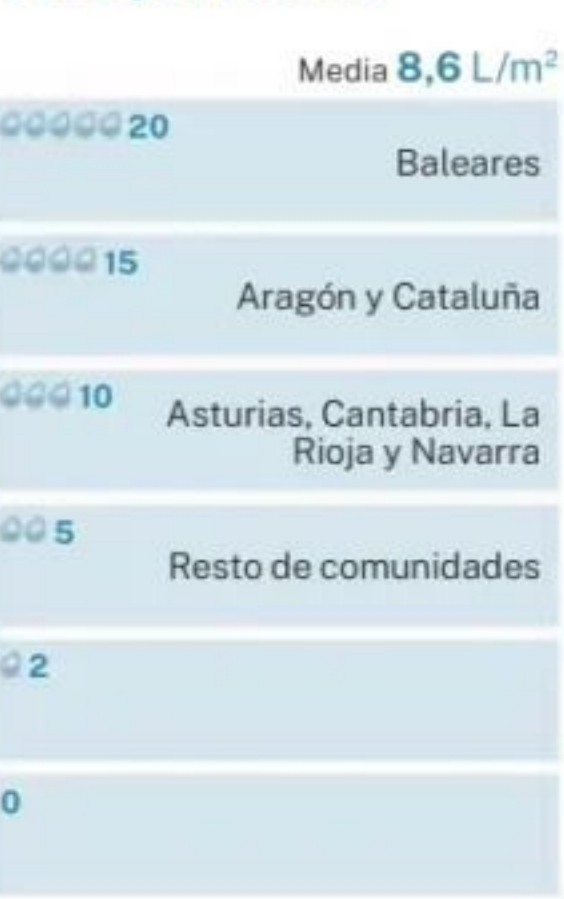 Media 8,6 L/m²
20
Baleares
15
Aragón y Cataluña
10
Asturias, Cantabria, La
Rioja y Navarra
5
Resto de comunidades
2
0